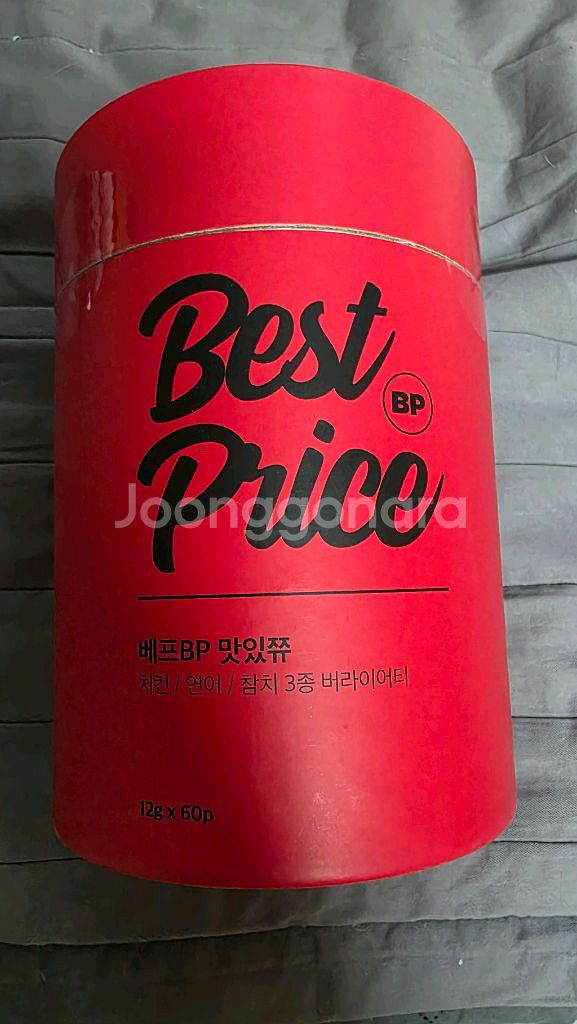 Best
BP
Price
Joonggonara
베프BP 맛있쮸
치킨 / 연어 / 참치 3종 버라이어티
12g x 60p